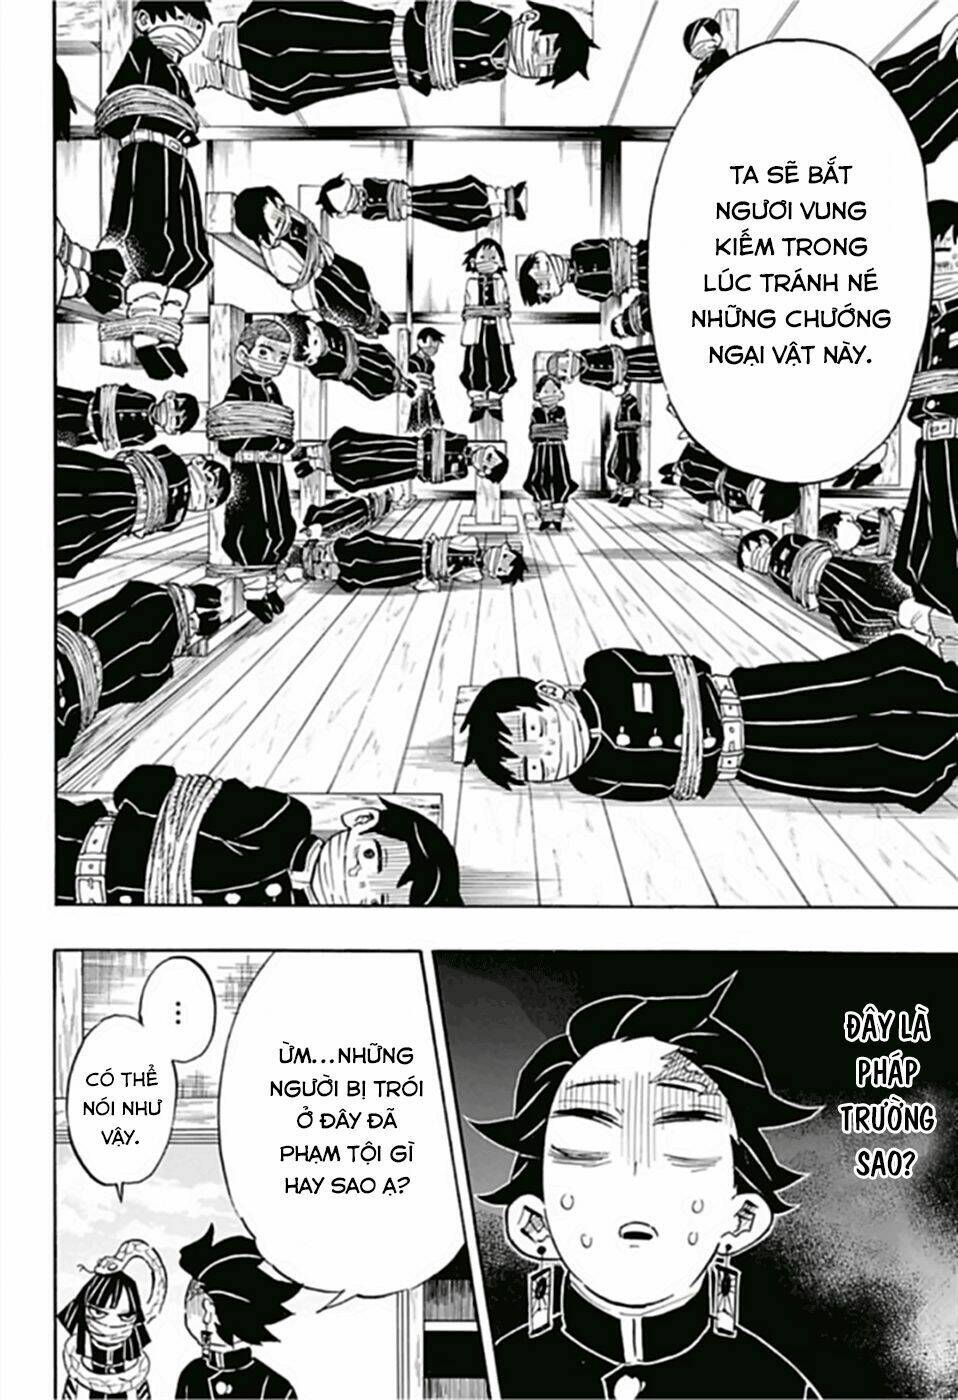 TA SẼ BẮT
NGƯƠI VUNG
KIẾM TRONG
LÚC TRÁNH NÉ
NHỮNG CHƯỚNG
NGẠI VẬT NÀY.
ĐÂY LÀ
PHÁP
TRƯỜNG
SAO?
ỪM...NHỮNG
NGƯỜI BỊ TRÓI
Ở ĐÂY ĐÃ
PHẠM TỘI GÌ
HAY SAO Ạ?
...
CÓ THỂ
NÓI NHƯ
VẬY.